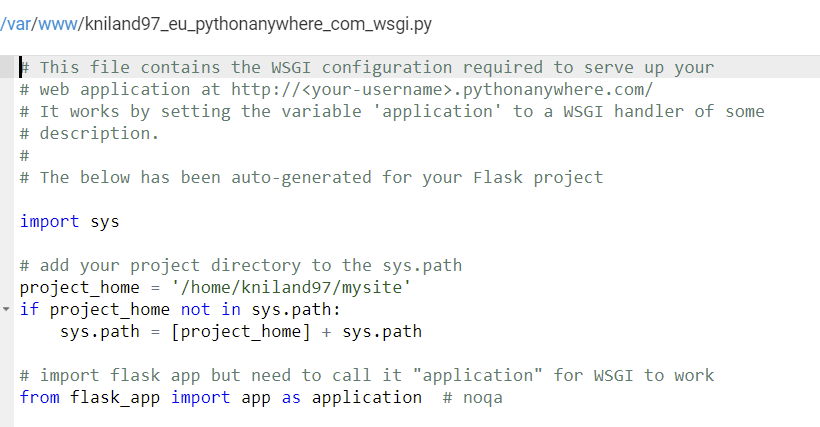 /var/www/kniland97_eu_pythonanywhere_com_wsgi.py
# This file contains the WSGI configuration required to serve up your
# web application at http://<your-username>.pythonanywhere.com/
# It works by setting the variable 'application' to a WSGI handler of some
# description.
#
# The below has been auto-generated for your Flask project
import sys
# add your project directory to the sys.path
project_home = '/home/kniland97/mysite'
if project_home not in sys.path:
    sys.path = [project_home] + sys.path
# import flask app but need to call it "application" for WSGI to work
from flask_app import app as application  # noqa